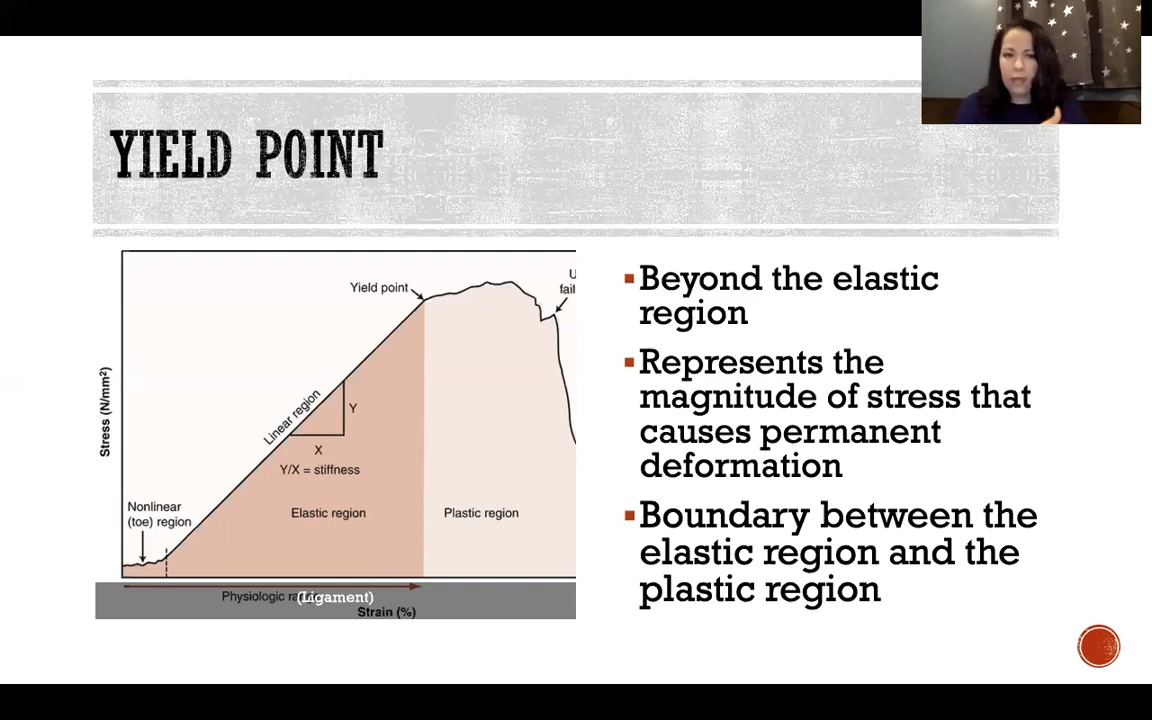 YIELD POINT
U
fail
Yield point
Linear region
Y
X
Y/X = stiffness
Stress (N/mm²)
Nonlinear
(toe) region
Elastic region
Plastic region
Physiologic
(Ligament)
Strain (%)
▪Beyond the elastic
region
▪Represents the
magnitude of stress that
causes permanent
deformation
▪Boundary between the
elastic region and the
plastic region